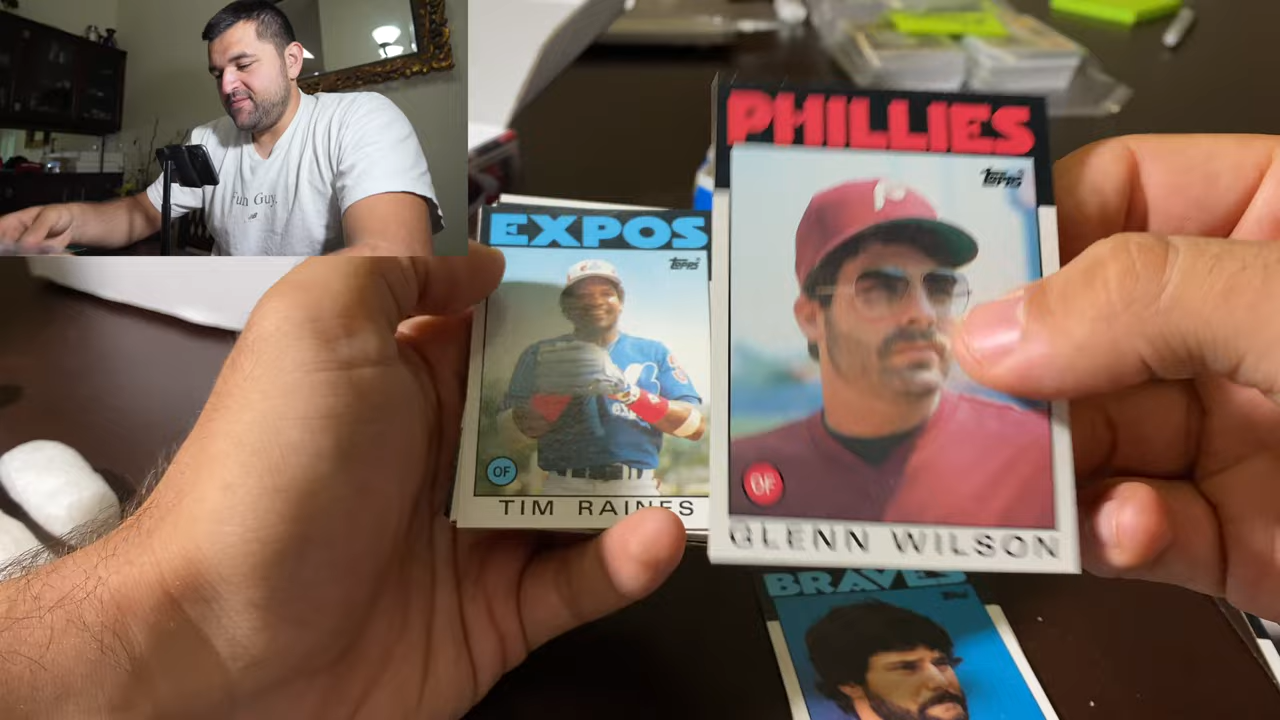 Fun Guy.
EXPOS
TOPPS
OF
TIM RAINES
PHILLIES
TOPPS
OF
GLENN WILSON
BRAVES